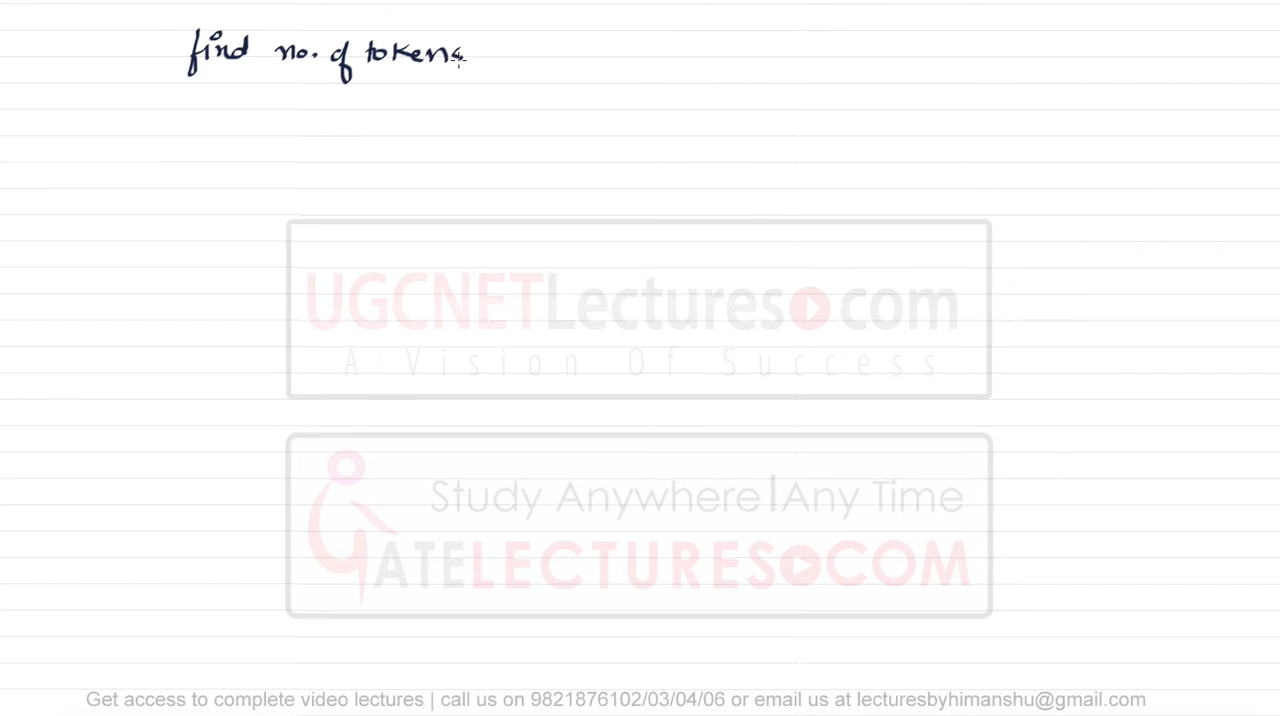 find no. of tokens
UGCNETLectures.com
A Vision Of Success
Study Anywhere|Any Time
GATELECTURES.COM
Get access to complete video lectures | call us on 9821876102/03/04/06 or email us at lecturesbyhimanshu@gmail.com